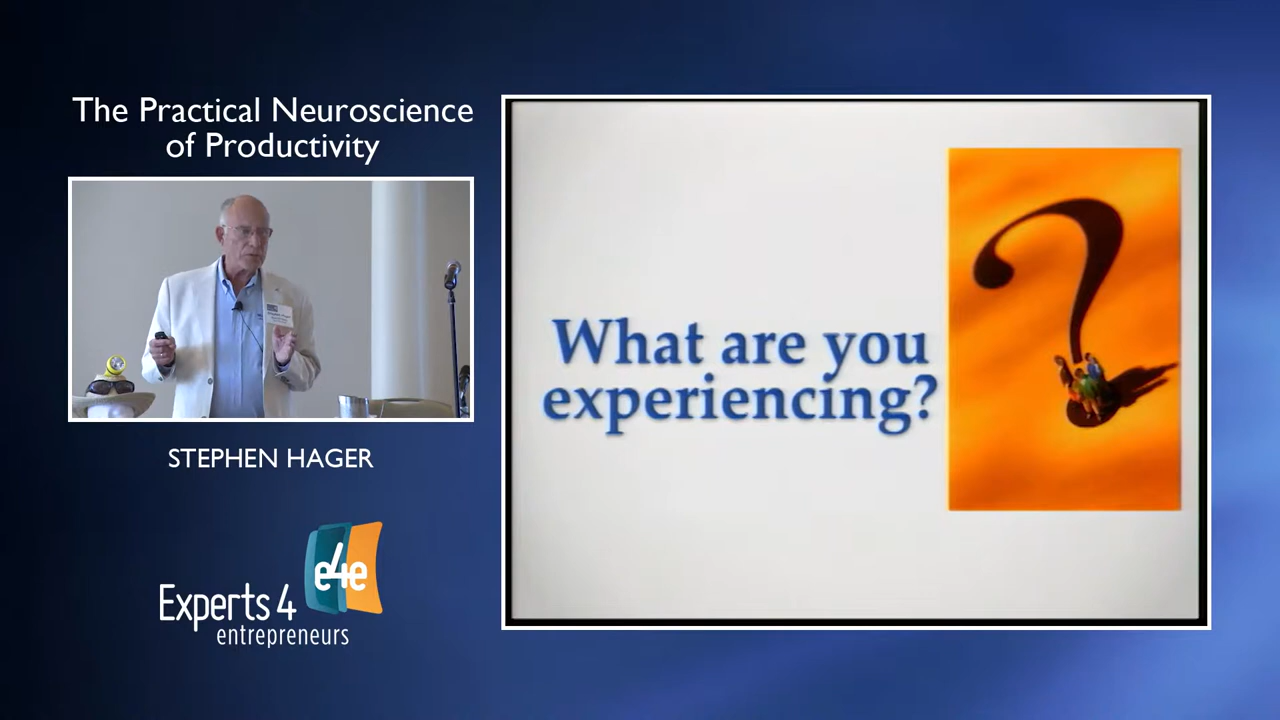 The Practical Neuroscience
of Productivity
STEPHEN HAGER
e4e
Experts 4
entrepreneurs
What are you
experiencing?
?